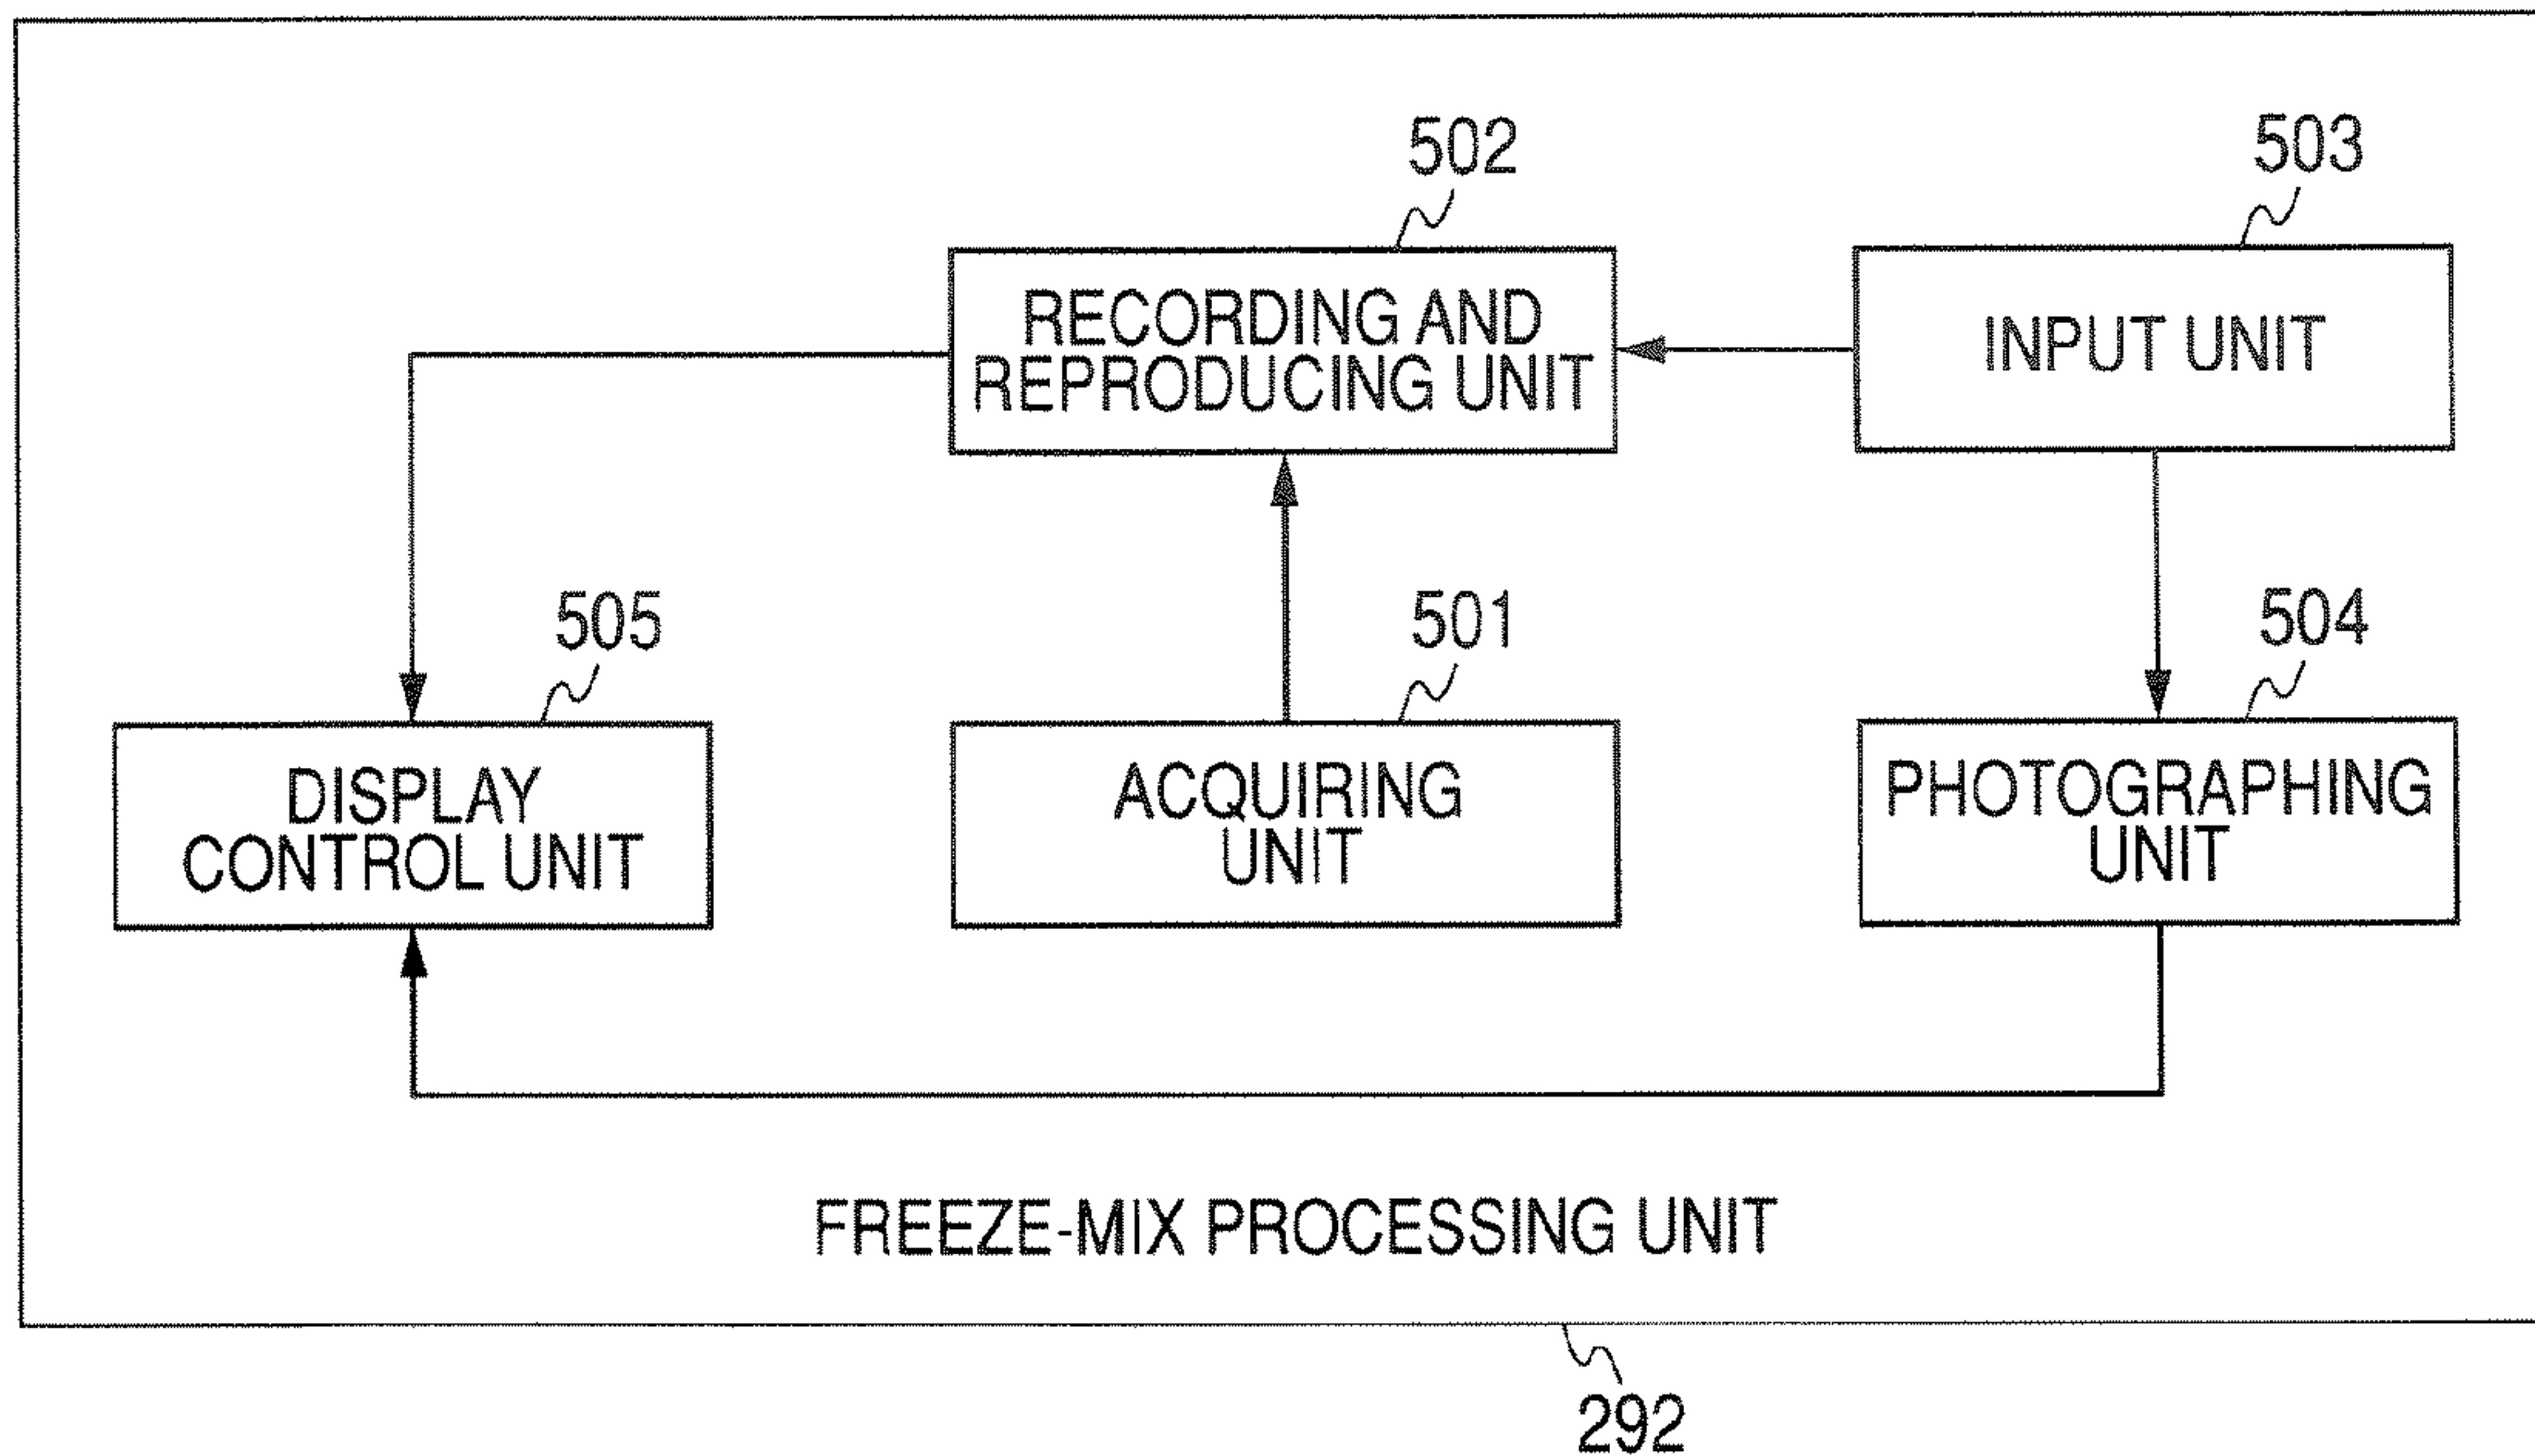 502
503
RECORDING AND
REPRODUCING UNIT
INPUT UNIT
505
501
504
DISPLAY
CONTROL UNIT
ACQUIRING
UNIT
PHOTOGRAPHING
UNIT
FREEZE-MIX PROCESSING UNIT
292